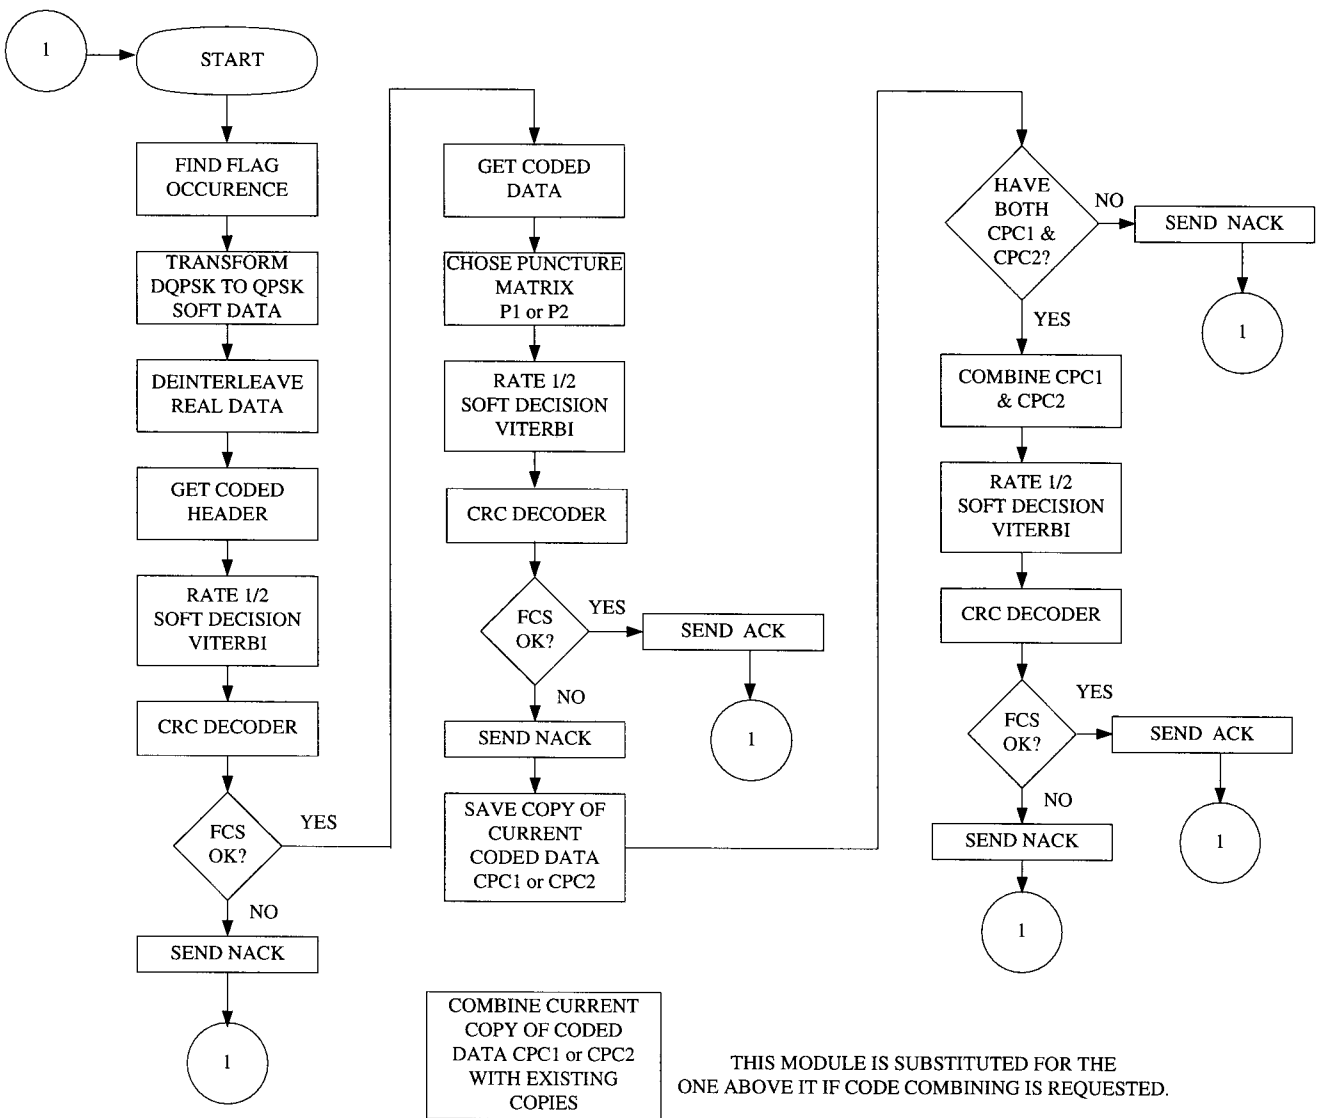 1
START
FIND FLAG
OCCURENCE
TRANSFORM
DQPSK TO QPSK
SOFT DATA
DEINTERLEAVE
REAL DATA
GET CODED
HEADER
RATE 1/2
SOFT DECISION
VITERBI
CRC DECODER
FCS
OK?
YES
NO
SEND NACK
1
GET CODED
DATA
CHOSE PUNCTURE
MATRIX
P1 or P2
RATE 1/2
SOFT DECISION
VITERBI
CRC DECODER
FCS
OK?
YES
SEND ACK
1
NO
SEND NACK
SAVE COPY OF
CURRENT
CODED DATA
CPC1 or CPC2
HAVE
BOTH
CPC1 &
CPC2?
NO
SEND NACK
1
YES
COMBINE CPC1
& CPC2
RATE 1/2
SOFT DECISION
VITERBI
CRC DECODER
FCS
OK?
YES
SEND ACK
1
NO
SEND NACK
1
COMBINE CURRENT
COPY OF CODED
DATA CPC1 or CPC2
WITH EXISTING
COPIES
THIS MODULE IS SUBSTITUTED FOR THE
ONE ABOVE IT IF CODE COMBINING IS REQUESTED.